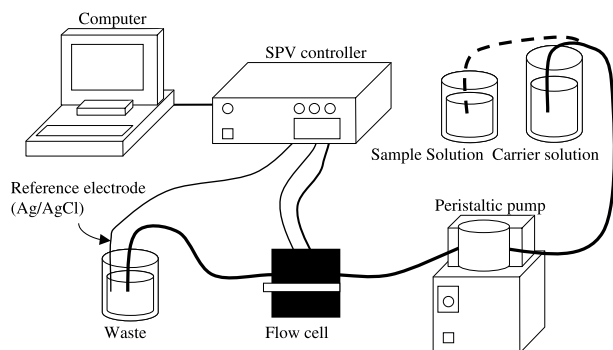 Computer
SPV controller
Sample Solution
Carrier solution
Reference electrode
(Ag/AgCl)
Peristaltic pump
Waste
Flow cell